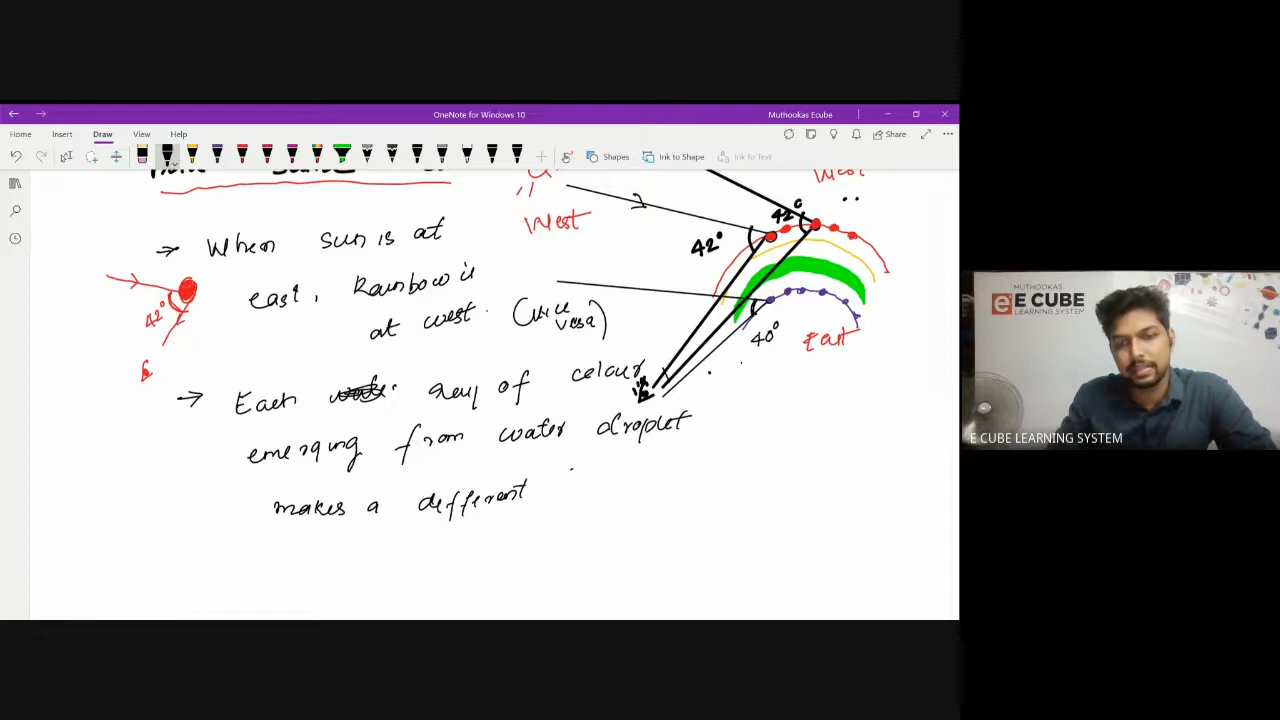 OneNote for Windows 10
Muthookas Ecube
Home Insert Draw View Help
Shapes
Ink to Shape
Ink to Text
Share
West
West
42°
42°
40°
East
→ When sun is at
east, Rainbow is
at west. (vice
versa)
42°
→ Each ray of colour
emerging from water droplet
makes a different
MUTHOOKAS
E CUBE
LEARNING SYSTEM
E CUBE LEARNING SYSTEM